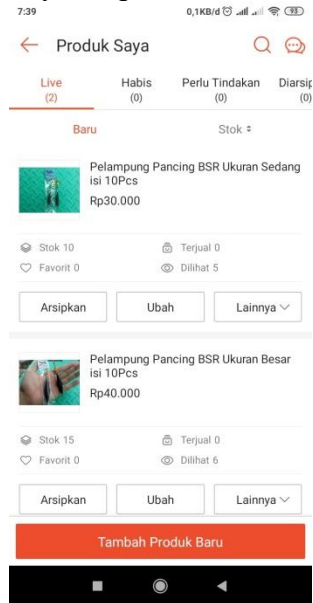 7:39 0,1KB/d 93
Produk Saya
Live Habis Perlu Tindakan Diarsip
(2) (0) (0) (0)
Baru Stok
Pelampung Pancing BSR Ukuran Sedang
isi 10Pcs
Rp30.000
Stok 10 Terjual 0
Favorit 0 Dilihat 5
Arsipkan Ubah Lainnya
Pelampung Pancing BSR Ukuran Besar
isi 10Pcs
Rp40.000
Stok 15 Terjual 0
Favorit 0 Dilihat 6
Arsipkan Ubah Lainnya
Tambah Produk Baru